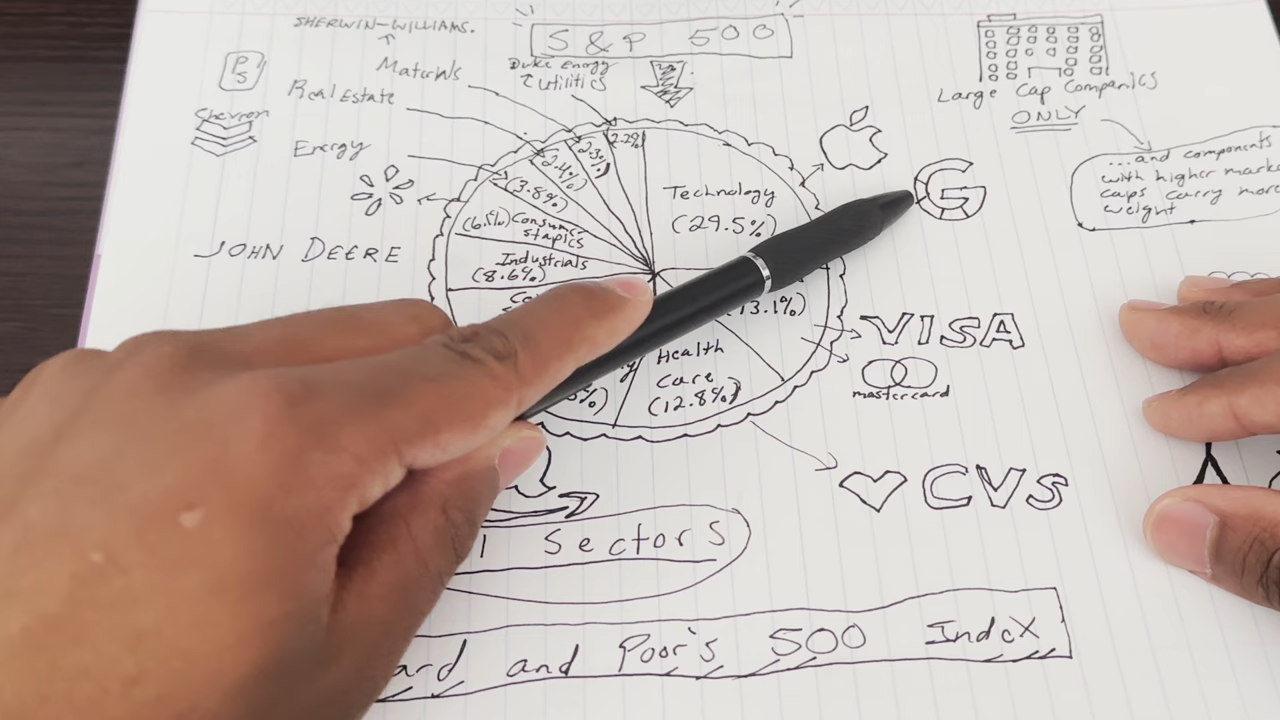 SHERWIN-WILLIAMS.
S & P 500
Materials
Duke Energy
Utilities
Real Estate
PS
Chevron
Energy
Large Cap Companies
ONLY
...and components
with higher
caps carry
weight
G
2.2%
2.3%
(2.4%)
(3.8%)
Technology
(29.5%)
(6.5%) Consumer
staples
JOHN DEERE
Industrials
(8.6%)
13.1%)
VISA
mastercard
Health
Care
(12.8%)
CVS
Sectors
and Poor's 500 Index